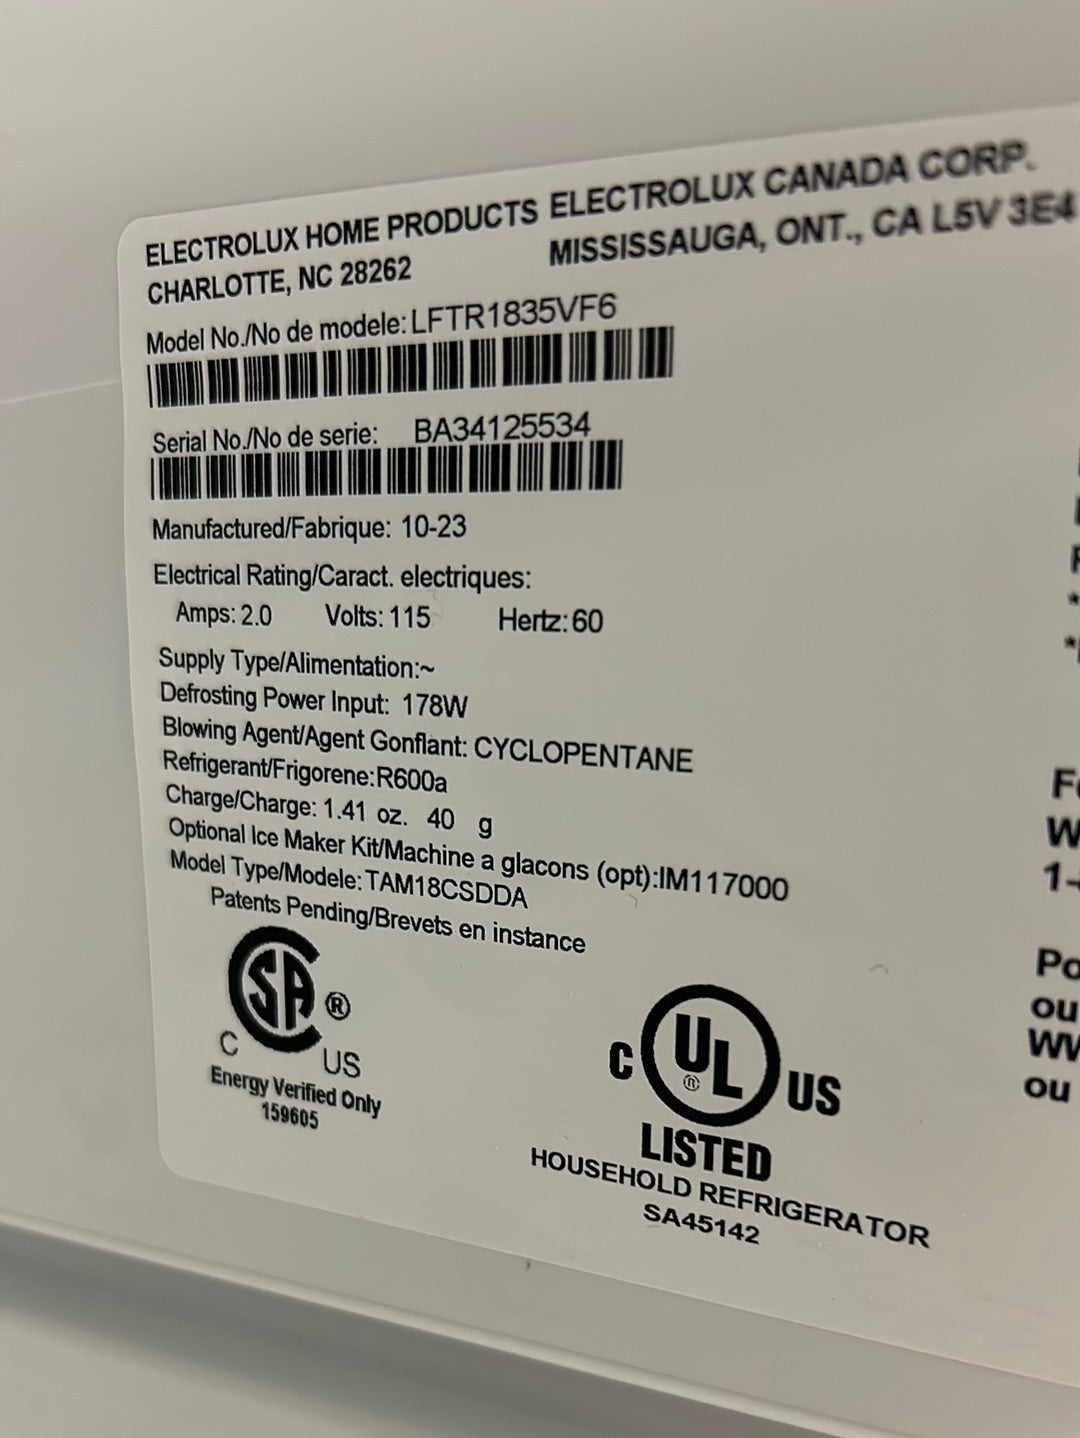 ELECTROLUX HOME PRODUCTS ELECTROLUX CANADA CORP.
CHARLOTTE, NC 28262 MISSISSAUGA, ONT., CA L5V 3E4
Model No./No de modele: LFTR1835VF6
Serial No./No de serie: BA34125534
Manufactured/Fabrique: 10-23
Electrical Rating/Caract. electriques:
Amps: 2.0 Volts: 115 Hertz: 60
Supply Type/Alimentation:~
Defrosting Power Input: 178W
Blowing Agent/Agent Gonflant: CYCLOPENTANE
Refrigerant/Frigorene:R600a
Charge/Charge: 1.41 oz. 40 g
Optional Ice Maker Kit/Machine a glacons (opt):IM117000
Model Type/Modele: TAM18CSDDA
Patents Pending/Brevets en instance
SA ®
C US
Energy Verified Only
159605
C UL ® US
LISTED
HOUSEHOLD REFRIGERATOR
SA45142
ou
ou